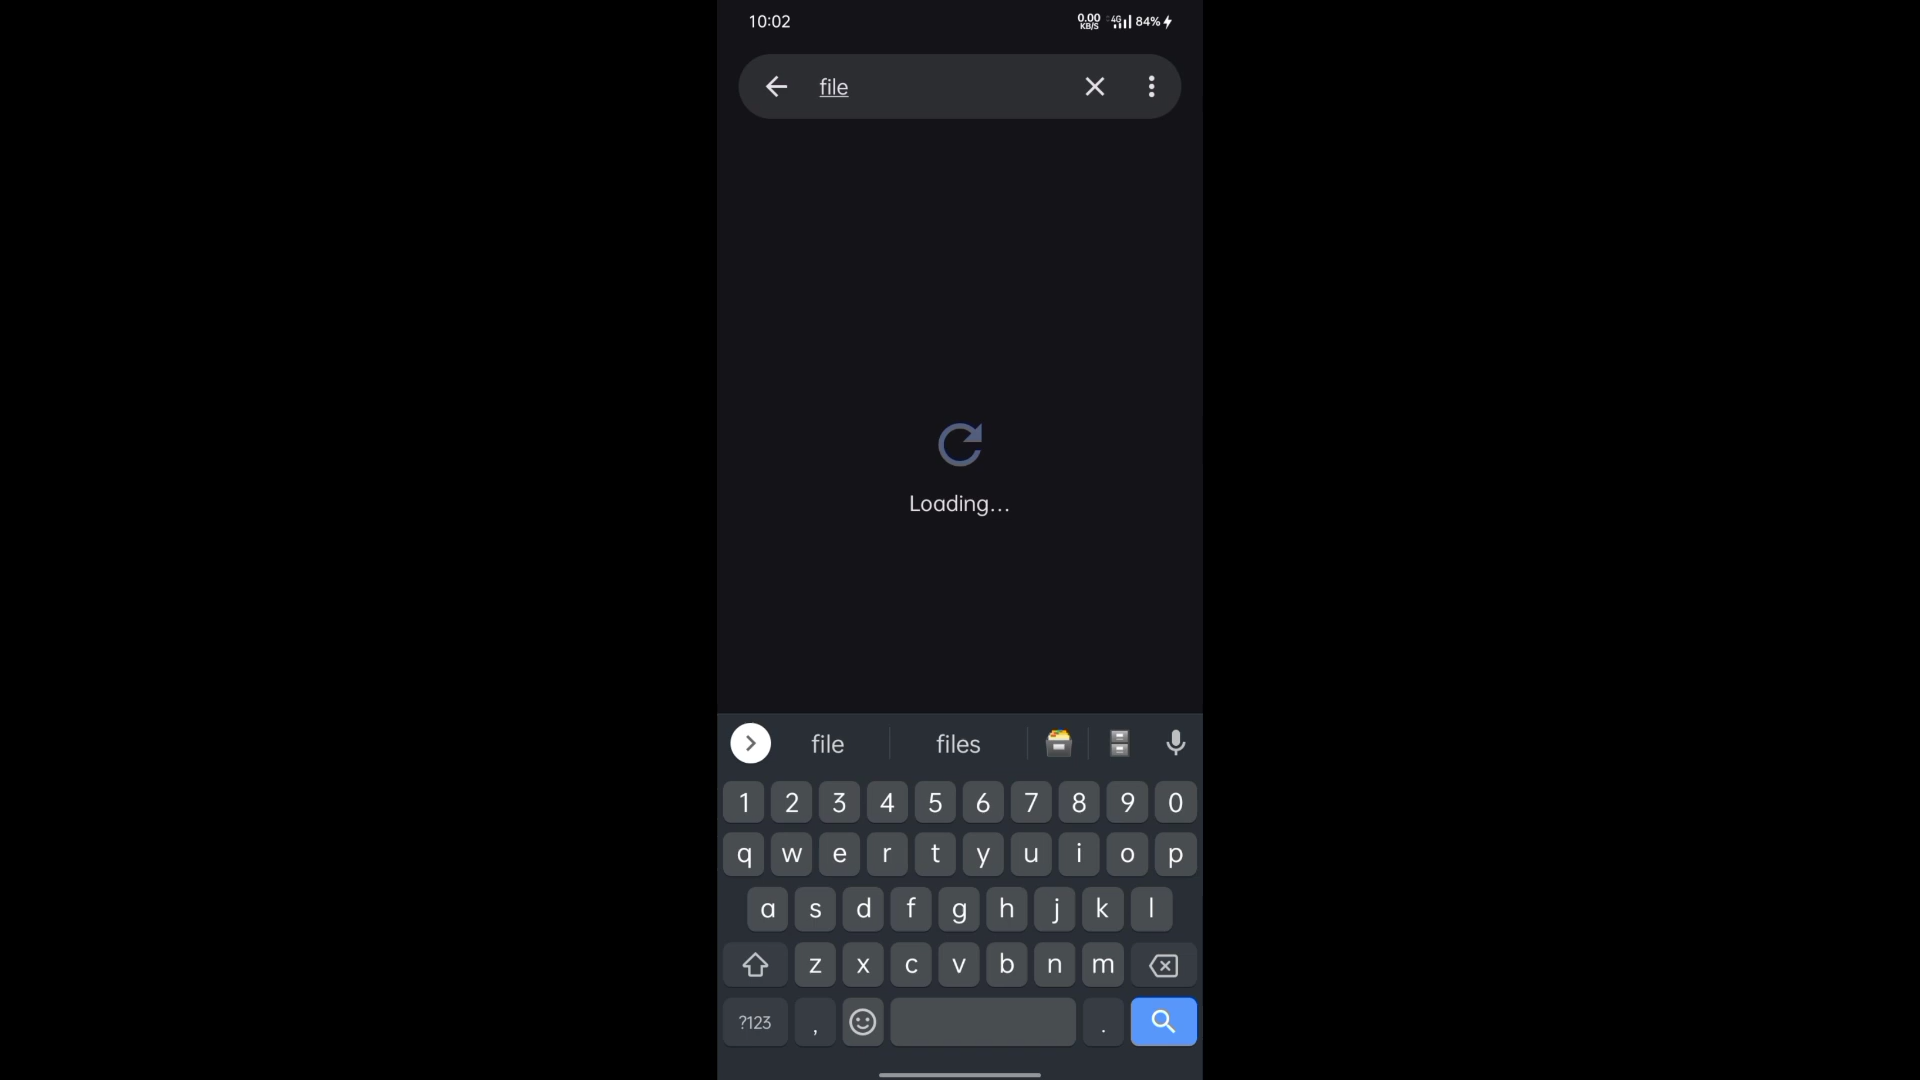 10:02
0.00 KB/S 4G 84%
file
Loading...
file files
1 2 3 4 5 6 7 8 9 0
q w e r t y u i o p
a s d f g h j k l
z x c v b n m
?123 , .